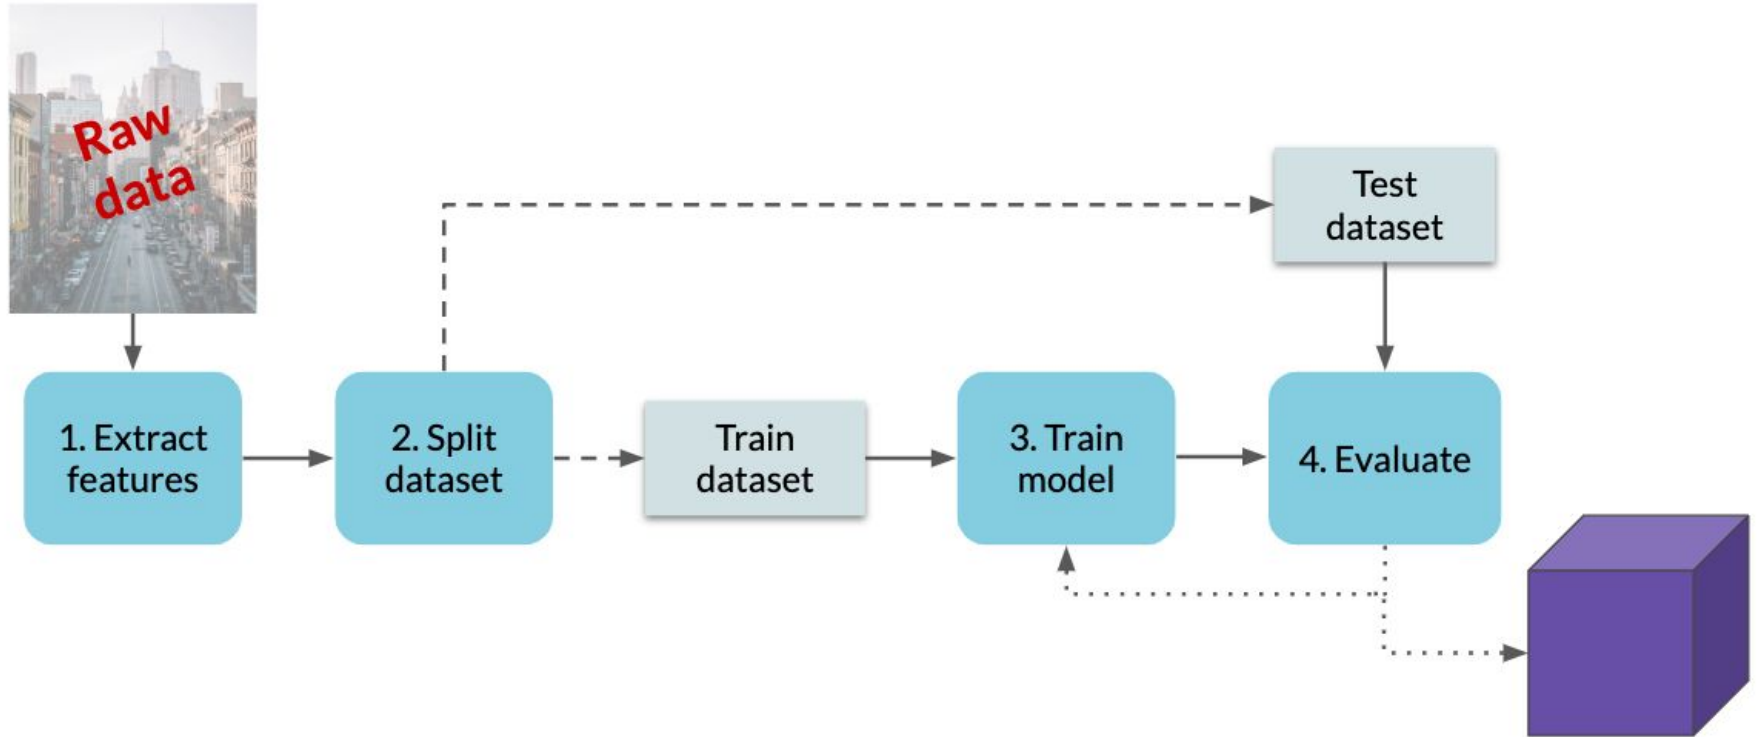 Raw
data
Test
dataset
1. Extract
features
2. Split
dataset
Train
dataset
3. Train
model
4. Evaluate